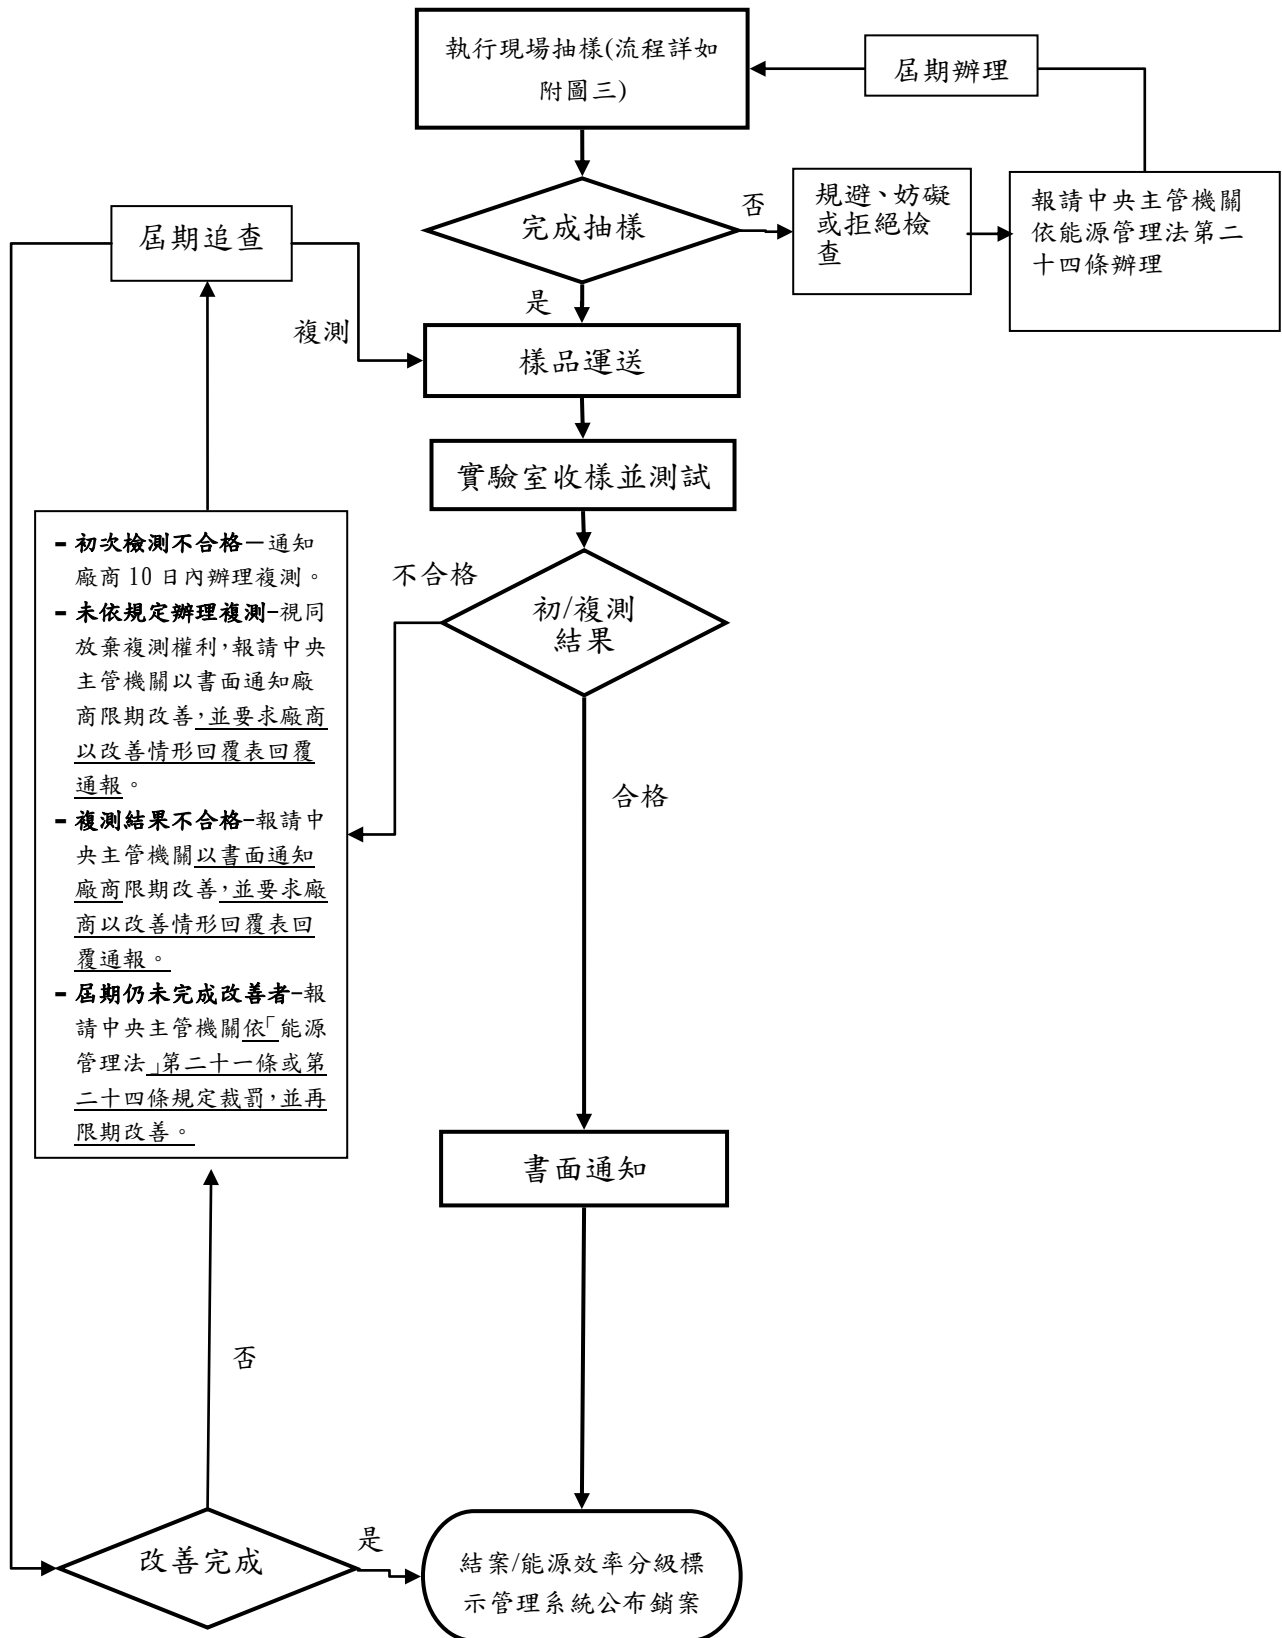 執行現場抽樣(流程詳如
附圖三)
屆期辦理
完成抽樣
否
規避、妨礙
或拒絕檢
查
報請中央主管機關
依能源管理法第二
十四條辦理
屆期追查
是
複測
樣品運送
實驗室收樣並測試
- 初次檢測不合格－通知
廠商 10 日內辦理複測。
- 未依規定辦理複測-視同
放棄複測權利,報請中央
主管機關以書面通知廠
商限期改善,並要求廠商
以改善情形回覆表回覆
通報。
- 複測結果不合格-報請中
央主管機關以書面通知
廠商限期改善,並要求廠
商以改善情形回覆表回
覆通報。
- 屆期仍未完成改善者-報
請中央主管機關依「能源
管理法」第二十一條或第
二十四條規定裁罰,並再
限期改善。
不合格
初/複測
結果
合格
書面通知
否
改善完成
是
結案/能源效率分級標
示管理系統公布銷案